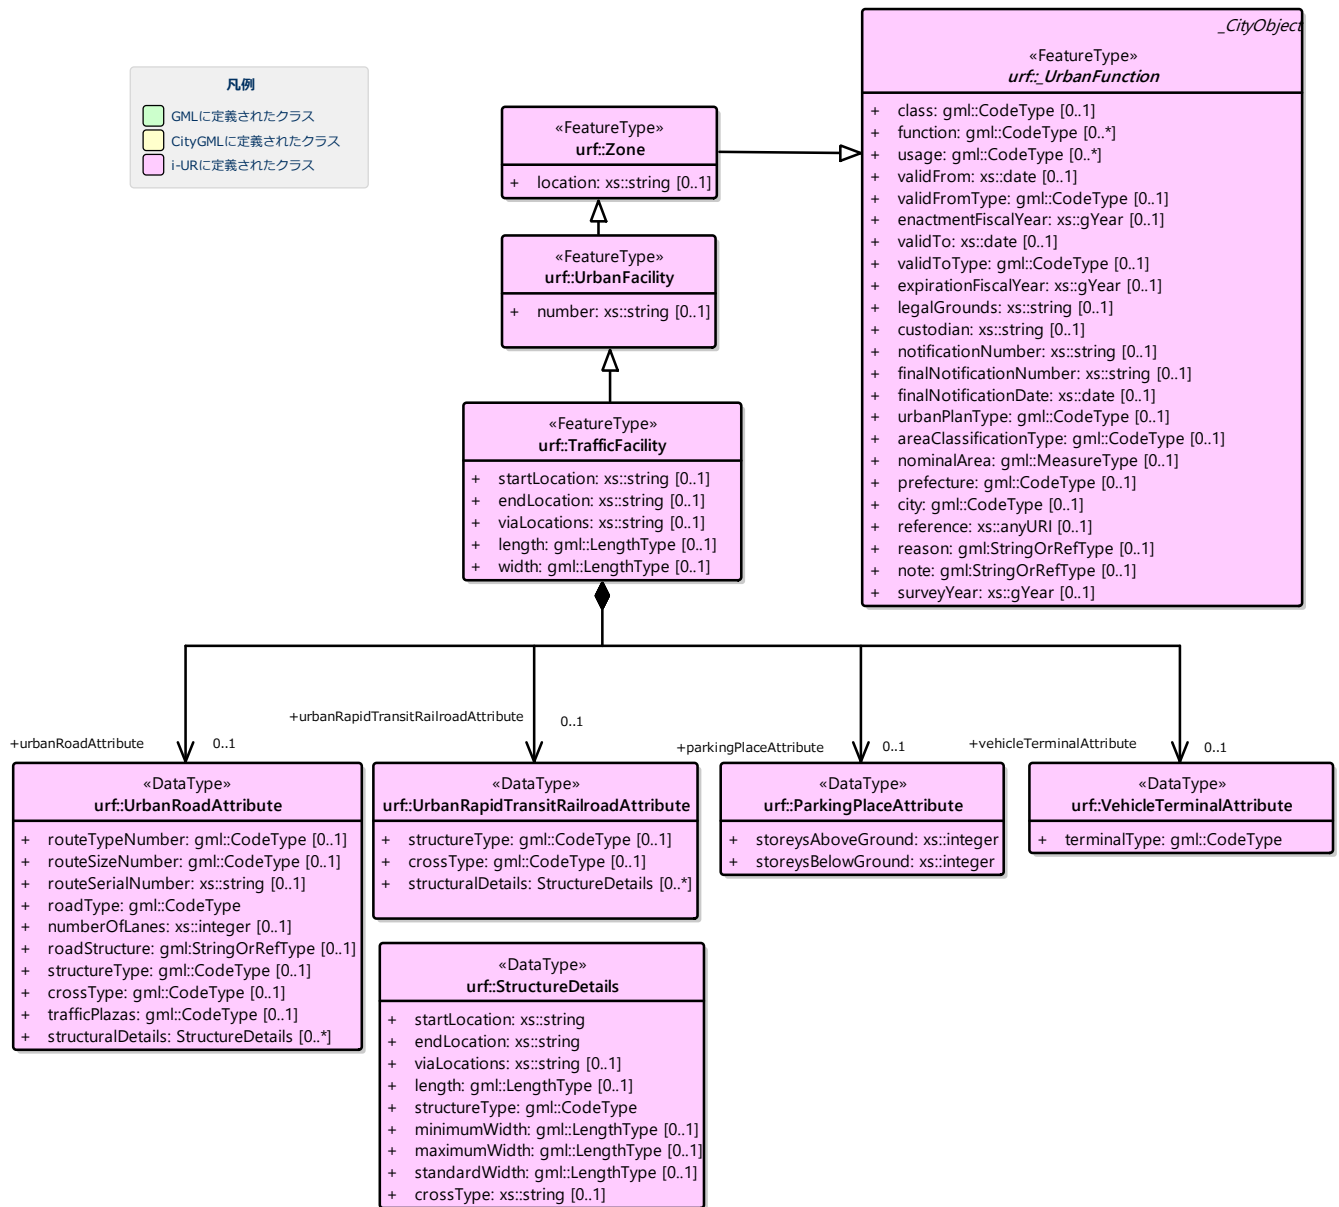 凡例
GMLに定義されたクラス
CityGMLに定義されたクラス
i-URに定義されたクラス
_CityObject
«FeatureType»
urf::_UrbanFunction
+ class: gml::CodeType [0..1]
+ function: gml::CodeType [0..*]
+ usage: gml::CodeType [0..*]
+ validFrom: xs::date [0..1]
+ validFromType: gml::CodeType [0..1]
+ enactmentFiscalYear: xs::gYear [0..1]
+ validTo: xs::date [0..1]
+ validToType: gml::CodeType [0..1]
+ expirationFiscalYear: xs::gYear [0..1]
+ legalGrounds: xs::string [0..1]
+ custodian: xs::string [0..1]
+ notificationNumber: xs::string [0..1]
+ finalNotificationNumber: xs::string [0..1]
+ finalNotificationDate: xs::date [0..1]
+ urbanPlanType: gml::CodeType [0..1]
+ areaClassificationType: gml::CodeType [0..1]
+ nominalArea: gml::MeasureType [0..1]
+ prefecture: gml::CodeType [0..1]
+ city: gml::CodeType [0..1]
+ reference: xs::anyURI [0..1]
+ reason: gml:StringOrRefType [0..1]
+ note: gml:StringOrRefType [0..1]
+ surveyYear: xs::gYear [0..1]
«FeatureType»
urf::Zone
+ location: xs::string [0..1]
«FeatureType»
urf::UrbanFacility
+ number: xs::string [0..1]
«FeatureType»
urf::TrafficFacility
+ startLocation: xs::string [0..1]
+ endLocation: xs::string [0..1]
+ viaLocations: xs::string [0..1]
+ length: gml::LengthType [0..1]
+ width: gml::LengthType [0..1]
+urbanRoadAttribute 0..1
+urbanRapidTransitRailroadAttribute 0..1
+parkingPlaceAttribute 0..1
+vehicleTerminalAttribute 0..1
«DataType»
urf::UrbanRoadAttribute
+ routeTypeNumber: gml::CodeType [0..1]
+ routeSizeNumber: gml::CodeType [0..1]
+ routeSerialNumber: xs::string [0..1]
+ roadType: gml::CodeType
+ numberOfLanes: xs::integer [0..1]
+ roadStructure: gml:StringOrRefType [0..1]
+ structureType: gml::CodeType [0..1]
+ crossType: gml::CodeType [0..1]
+ trafficPlazas: gml::CodeType [0..1]
+ structuralDetails: StructureDetails [0..*]
«DataType»
urf::UrbanRapidTransitRailroadAttribute
+ structureType: gml::CodeType [0..1]
+ crossType: gml::CodeType [0..1]
+ structuralDetails: StructureDetails [0..*]
«DataType»
urf::ParkingPlaceAttribute
+ storeysAboveGround: xs::integer
+ storeysBelowGround: xs::integer
«DataType»
urf::VehicleTerminalAttribute
+ terminalType: gml::CodeType
«DataType»
urf::StructureDetails
+ startLocation: xs::string
+ endLocation: xs::string
+ viaLocations: xs::string [0..1]
+ length: gml::LengthType [0..1]
+ structureType: gml::CodeType
+ minimumWidth: gml::LengthType [0..1]
+ maximumWidth: gml::LengthType [0..1]
+ standardWidth: gml::LengthType [0..1]
+ crossType: xs::string [0..1]